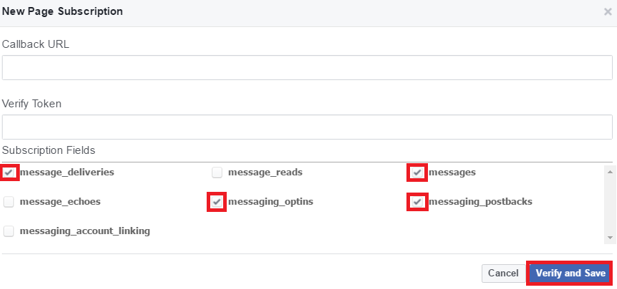 New Page Subscription
Callback URL
Verify Token
Subscription Fields
message_deliveries message_reads messages
message_echoes messaging_optins messaging_postbacks
messaging_account_linking
Cancel Verify and Save